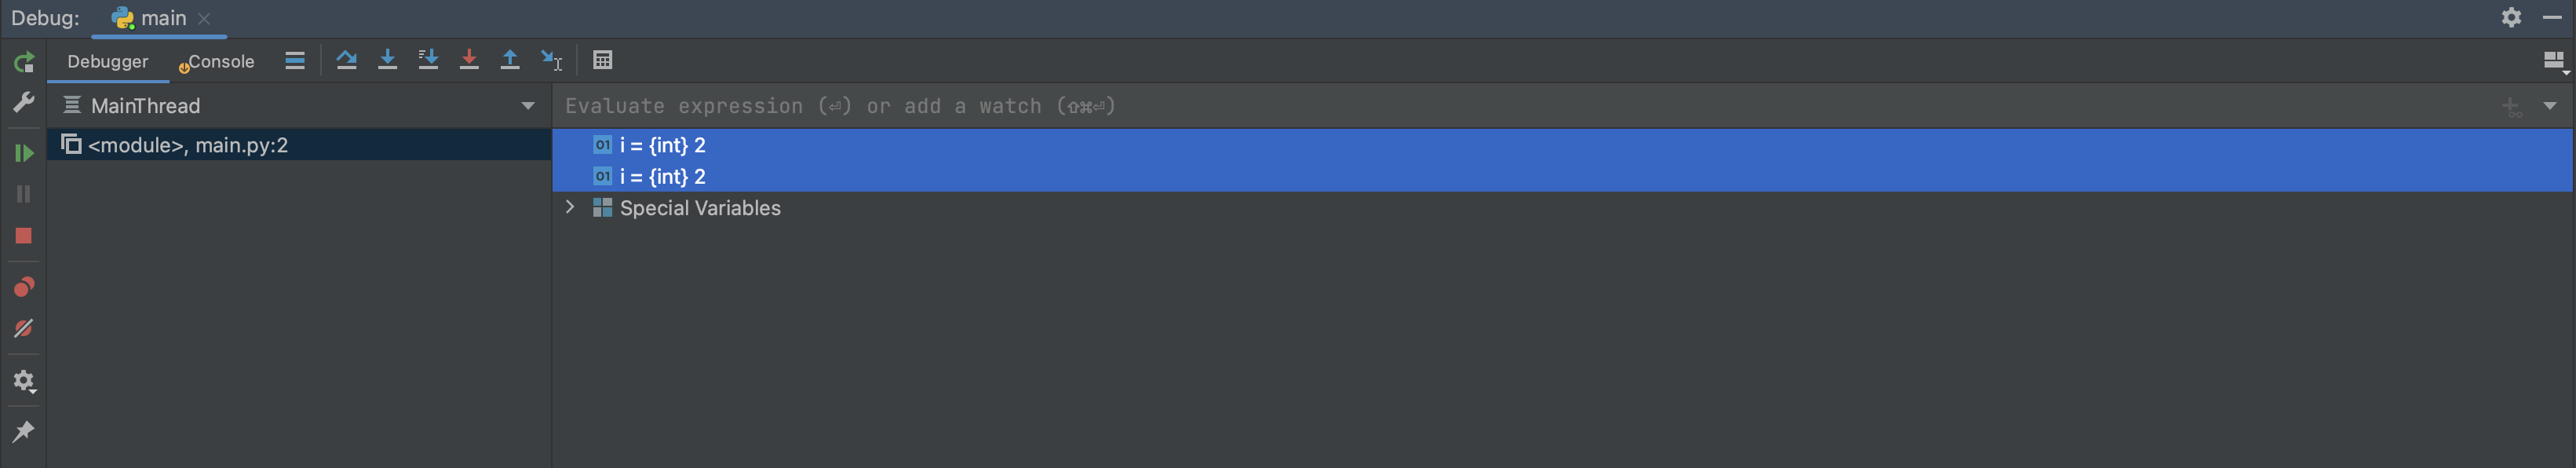 Debug: main
Debugger Console
MainThread
Evaluate expression (⏎) or add a watch (⇧⌘⏎)
<module>, main.py:2
01 i = {int} 2
01 i = {int} 2
Special Variables